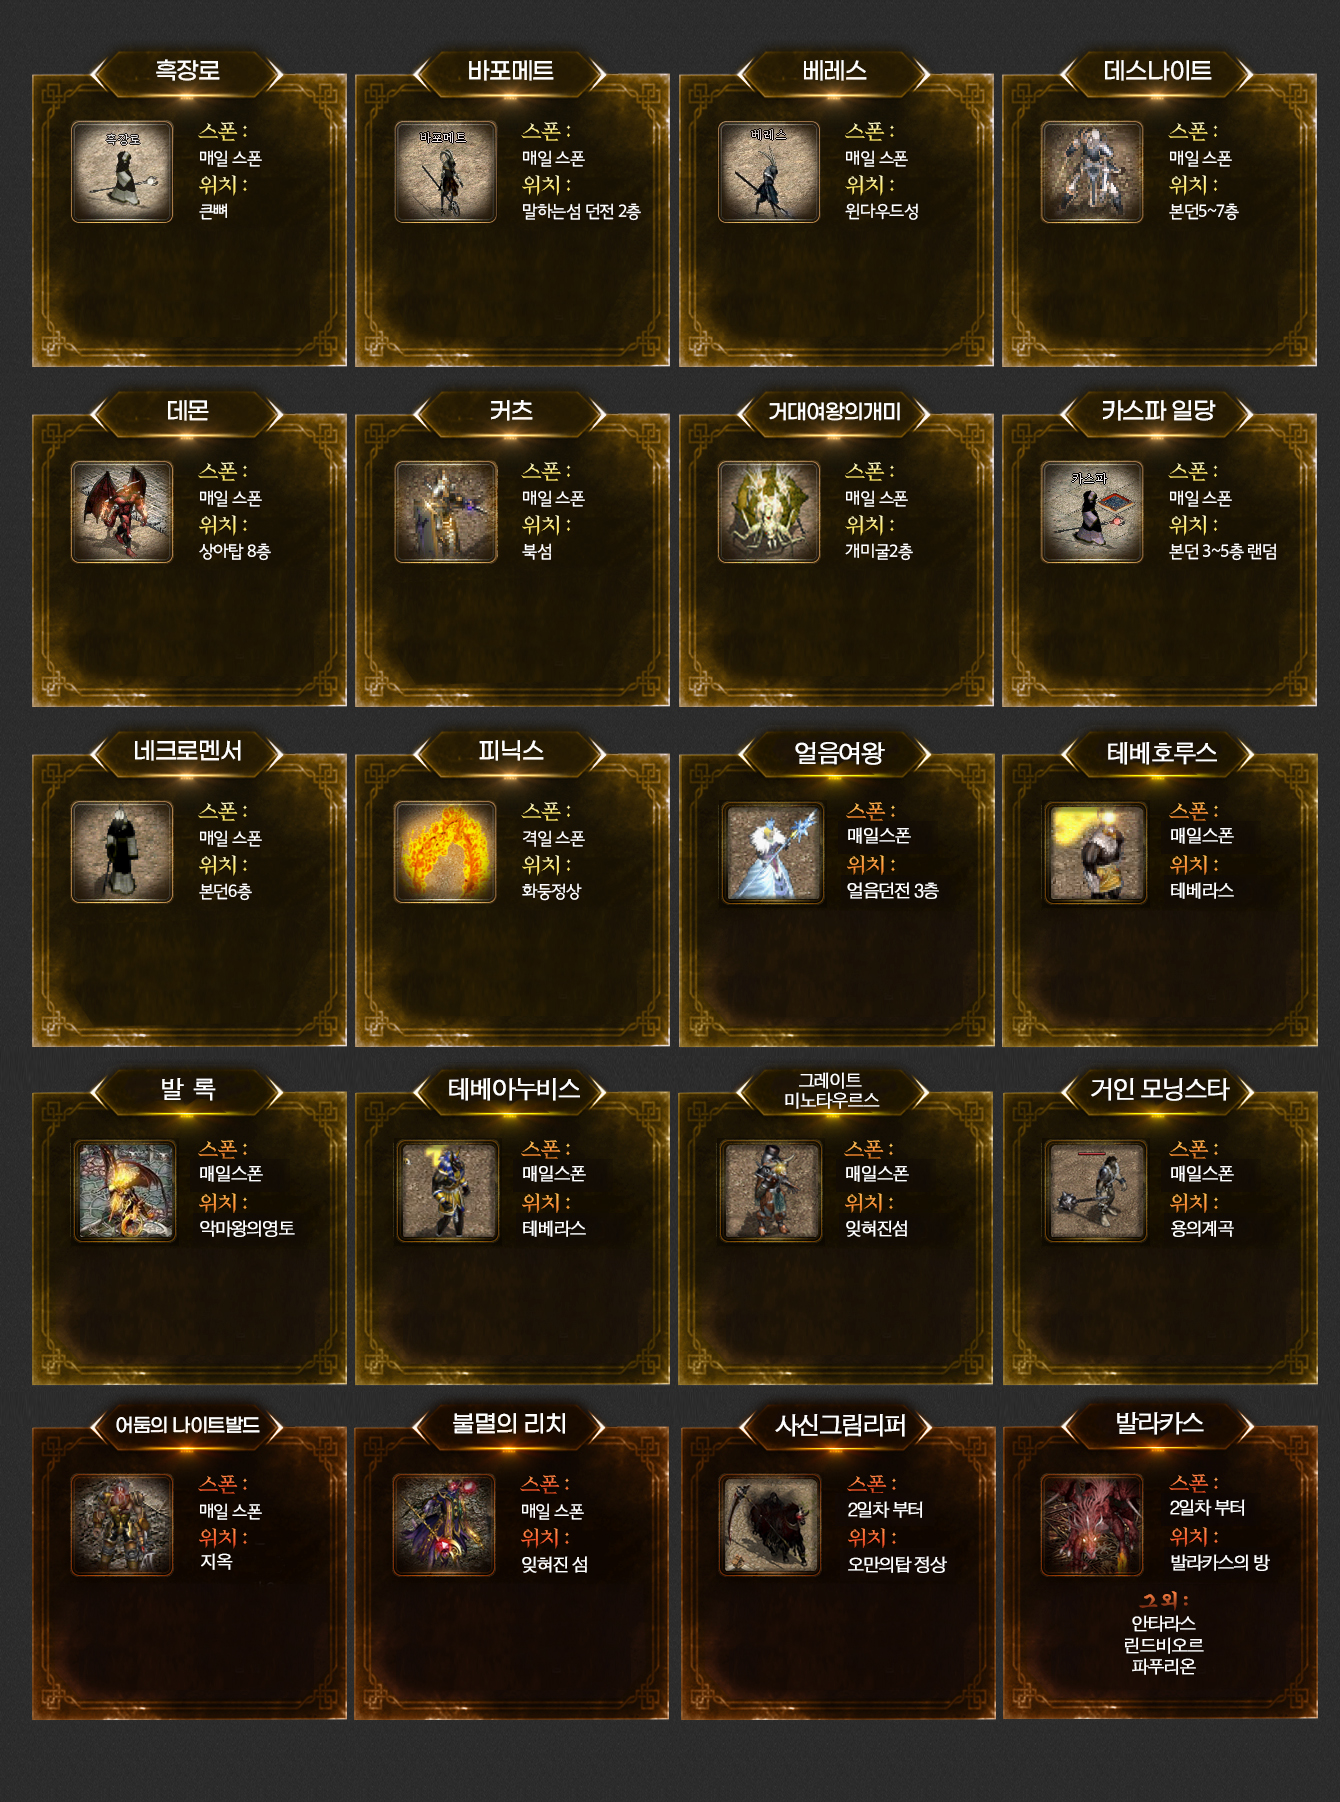 흑장로
흑장로
스폰 :
매일 스폰
위치 :
큰뼈
바포메트
바포메트
스폰 :
매일 스폰
위치 :
말하는섬 던전 2층
베레스
베레스
스폰 :
매일 스폰
위치 :
윈다우드성
데스나이트
스폰 :
매일 스폰
위치 :
본던5~7층
데몬
스폰 :
매일 스폰
위치 :
상아탑 8층
커츠
스폰 :
매일 스폰
위치 :
북섬
거대여왕의개미
스폰 :
매일 스폰
위치 :
개미굴2층
카스파 일당
카스파
스폰 :
매일 스폰
위치 :
본던 3~5층 랜덤
네크로멘서
스폰 :
매일 스폰
위치 :
본던6층
피닉스
스폰 :
격일 스폰
위치 :
화둥정상
얼음여왕
스폰 :
매일스폰
위치 :
얼음던전 3층
테베호루스
스폰 :
매일스폰
위치 :
테베라스
발 록
스폰 :
매일스폰
위치 :
악마왕의영토
테베아누비스
스폰 :
매일스폰
위치 :
테베라스
그레이트
미노타우르스
스폰 :
매일스폰
위치 :
잊혀진섬
거인 모닝스타
스폰 :
매일스폰
위치 :
용의계곡
어둠의 나이트발드
스폰 :
매일 스폰
위치 :
지옥
불멸의 리치
스폰 :
매일 스폰
위치 :
잊혀진 섬
사신그림리퍼
스폰 :
2일차 부터
위치 :
오만의탑 정상
발라카스
스폰 :
2일차 부터
위치 :
발라카스의 방
그 외 :
안타라스
린드비오르
파푸리온